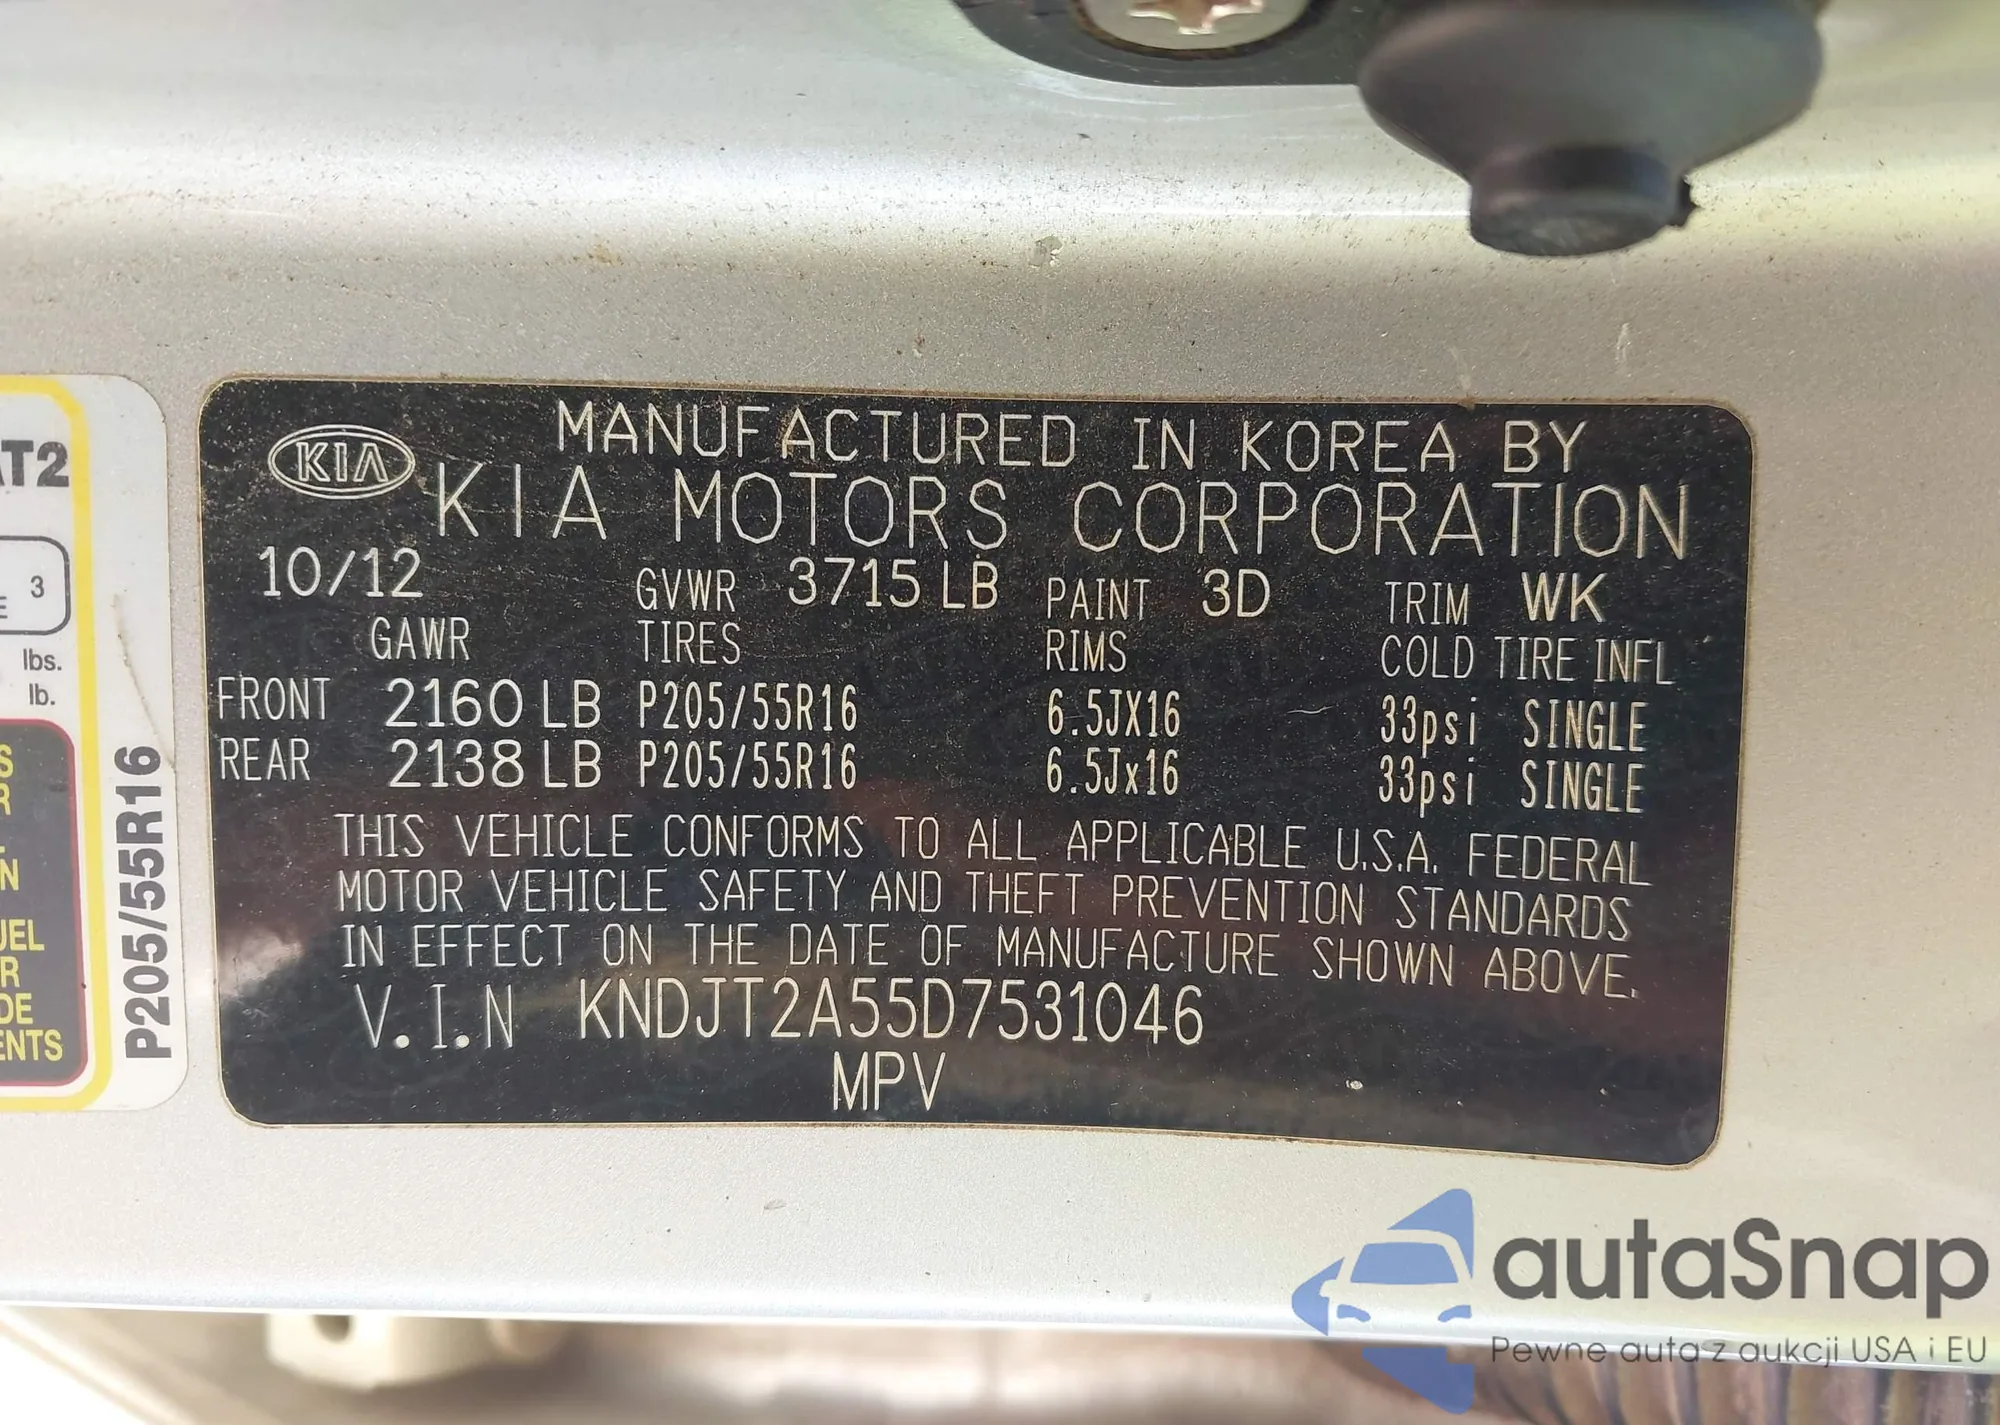 KIA
MANUFACTURED IN KOREA BY
KIA MOTORS CORPORATION
10/12 GVWR 3715 LB PAINT 3D TRIM WK
GAWR TIRES RIMS COLD TIRE INFL
FRONT 2160 LB P205/55R16 6.5JX16 33psi SINGLE
REAR 2138 LB P205/55R16 6.5Jx16 33psi SINGLE
THIS VEHICLE CONFORMS TO ALL APPLICABLE U.S.A. FEDERAL
MOTOR VEHICLE SAFETY AND THEFT PREVENTION STANDARDS
IN EFFECT ON THE DATE OF MANUFACTURE SHOWN ABOVE.
V.I.N KNDJT2A55D7531046
MPV
3
lbs.
lb.
P205/55R16
autaSnap
Pewne auta z aukcji USA i EU